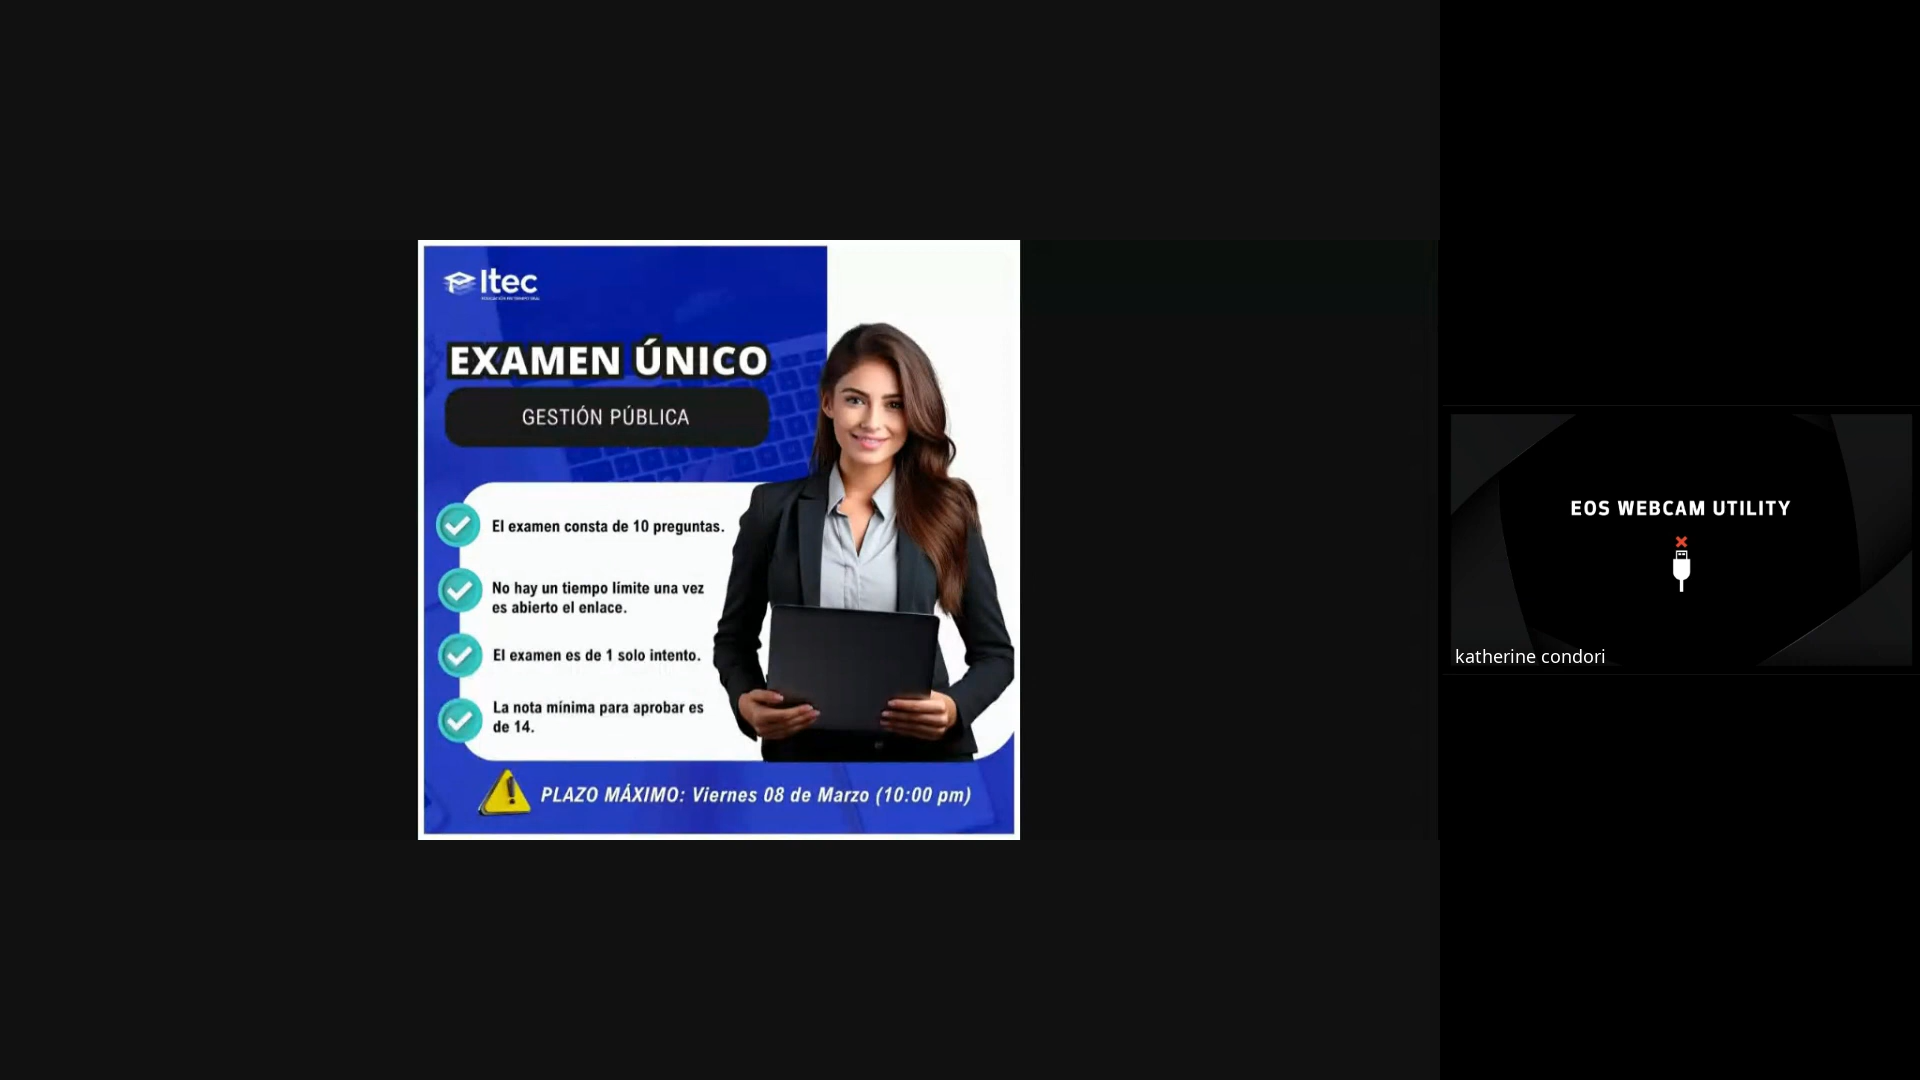 Itec
EXAMEN ÚNICO
GESTIÓN PÚBLICA
El examen consta de 10 preguntas.
No hay un tiempo límite una vez
es abierto el enlace.
El examen es de 1 solo intento.
La nota mínima para aprobar es
de 14.
PLAZO MÁXIMO: Viernes 08 de Marzo (10:00 pm)
EOS WEBCAM UTILITY
katherine condori